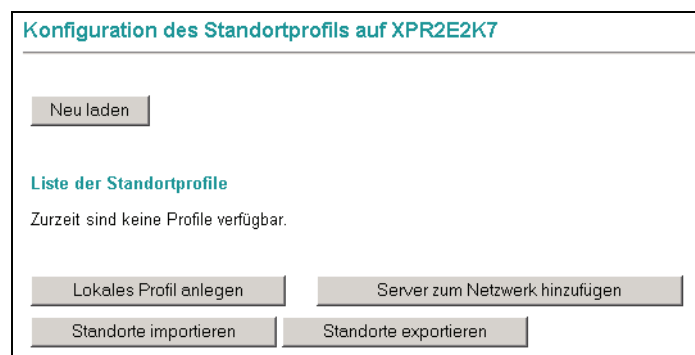 Konfiguration des Standortprofils auf XPR2E2K7
Neu laden
Liste der Standortprofile
Zurzeit sind keine Profile verfügbar.
Lokales Profil anlegen
Server zum Netzwerk hinzufügen
Standorte importieren
Standorte exportieren